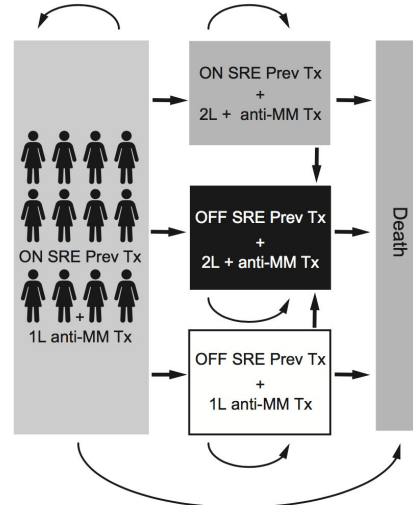 ON SRE Prev Tx
+
1L anti-MM Tx
ON SRE Prev Tx
+
2L + anti-MM Tx
OFF SRE Prev Tx
+
2L + anti-MM Tx
OFF SRE Prev Tx
+
1L anti-MM Tx
Death